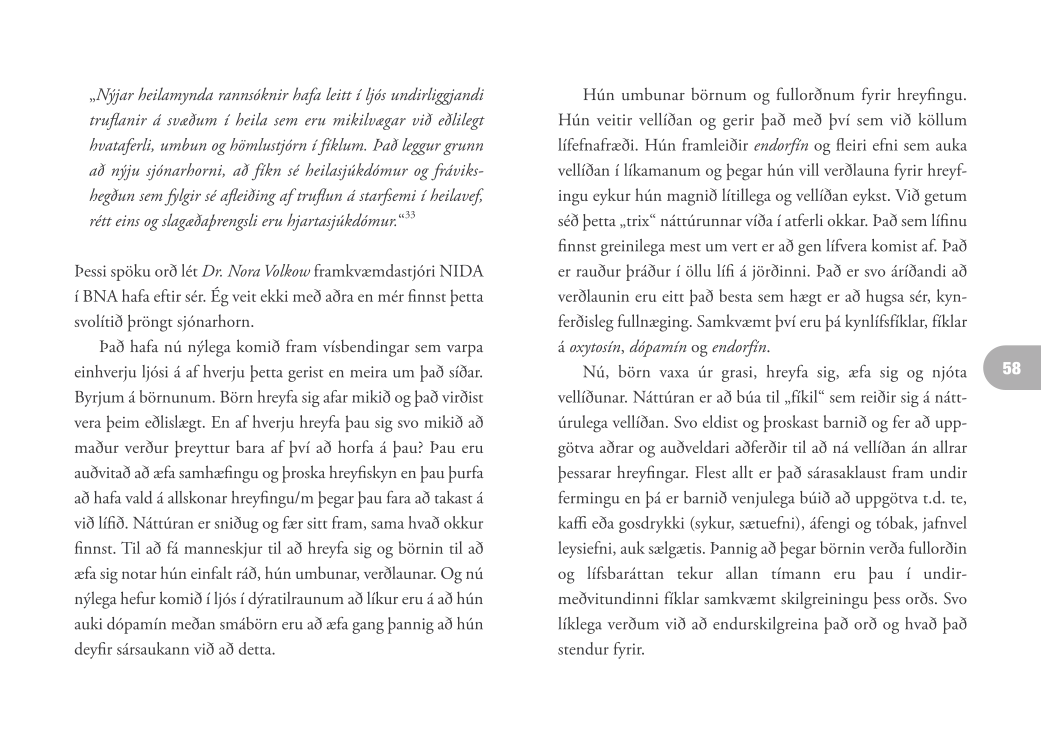 „Nýjar heilamynda rannsóknir hafa leitt í ljós undirliggjandi
truflanir á svæðum í heila sem eru mikilvægar við eðlilegt
hvataferli, umbun og hömlustjórn í fíklum. Það leggur grunn
að nýju sjónarhorni, að fíkn sé heilasjúkdómur og fráviks-
hegðun sem fylgir sé afleiðing af truflun á starfsemi í heilavef,
rétt eins og slagæðaþrengsli eru hjartasjúkdómur.“33
Þessi spöku orð lét Dr. Nora Volkow framkvæmdastjóri NIDA
í BNA hafa eftir sér. Ég veit ekki með aðra en mér finnst þetta
svolítið þröngt sjónarhorn.
Það hafa nú nýlega komið fram vísbendingar sem varpa
einhverju ljósi á af hverju þetta gerist en meira um það síðar.
Byrjum á börnunum. Börn hreyfa sig afar mikið og það virðist
vera þeim eðlislægt. En af hverju hreyfa þau sig svo mikið að
maður verður þreyttur bara af því að horfa á þau? Þau eru
auðvitað að æfa samhæfingu og þroska hreyfiskyn en þau þurfa
að hafa vald á allskonar hreyfingu/m þegar þau fara að takast á
við lífið. Náttúran er sniðug og fær sitt fram, sama hvað okkur
finnst. Til að fá manneskjur til að hreyfa sig og börnin til að
æfa sig notar hún einfalt ráð, hún umbunar, verðlaunar. Og nú
nýlega hefur komið í ljós í dýratilraunum að líkur eru á að hún
auki dópamín meðan smábörn eru að æfa gang þannig að hún
deyfir sársaukann við að detta.
Hún umbunar börnum og fullorðnum fyrir hreyfingu.
Hún veitir vellíðan og gerir það með því sem við köllum
lífefnafræði. Hún framleiðir endorfín og fleiri efni sem auka
vellíðan í líkamanum og þegar hún vill verðlauna fyrir hreyf-
ingu eykur hún magnið lítillega og vellíðan eykst. Við getum
séð þetta „trix“ náttúrunnar víða í atferli okkar. Það sem lífinu
finnst greinilega mest um vert er að gen lífvera komist af. Það
er rauður þráður í öllu lífi á jörðinni. Það er svo áríðandi að
verðlaunin eru eitt það besta sem hægt er að hugsa sér, kyn-
ferðisleg fullnæging. Samkvæmt því eru þá kynlífsfíklar, fíklar
á oxytosín, dópamín og endorfín.
Nú, börn vaxa úr grasi, hreyfa sig, æfa sig og njóta
vellíðunar. Náttúran er að búa til „fíkil“ sem reiðir sig á nátt-
úrulega vellíðan. Svo eldist og þroskast barnið og fer að upp-
götva aðrar og auðveldari aðferðir til að ná vellíðan án allrar
þessarar hreyfingar. Flest allt er það sárasaklaust fram undir
fermingu en þá er barnið venjulega búið að uppgötva t.d. te,
kaffi eða gosdrykki (sykur, sætuefni), áfengi og tóbak, jafnvel
leysiefni, auk sælgætis. Þannig að þegar börnin verða fullorðin
og lífsbaráttan tekur allan tímann eru þau í undir-
meðvitundinni fíklar samkvæmt skilgreiningu þess orðs. Svo
líklega verðum við að endurskilgreina það orð og hvað það
stendur fyrir.
58